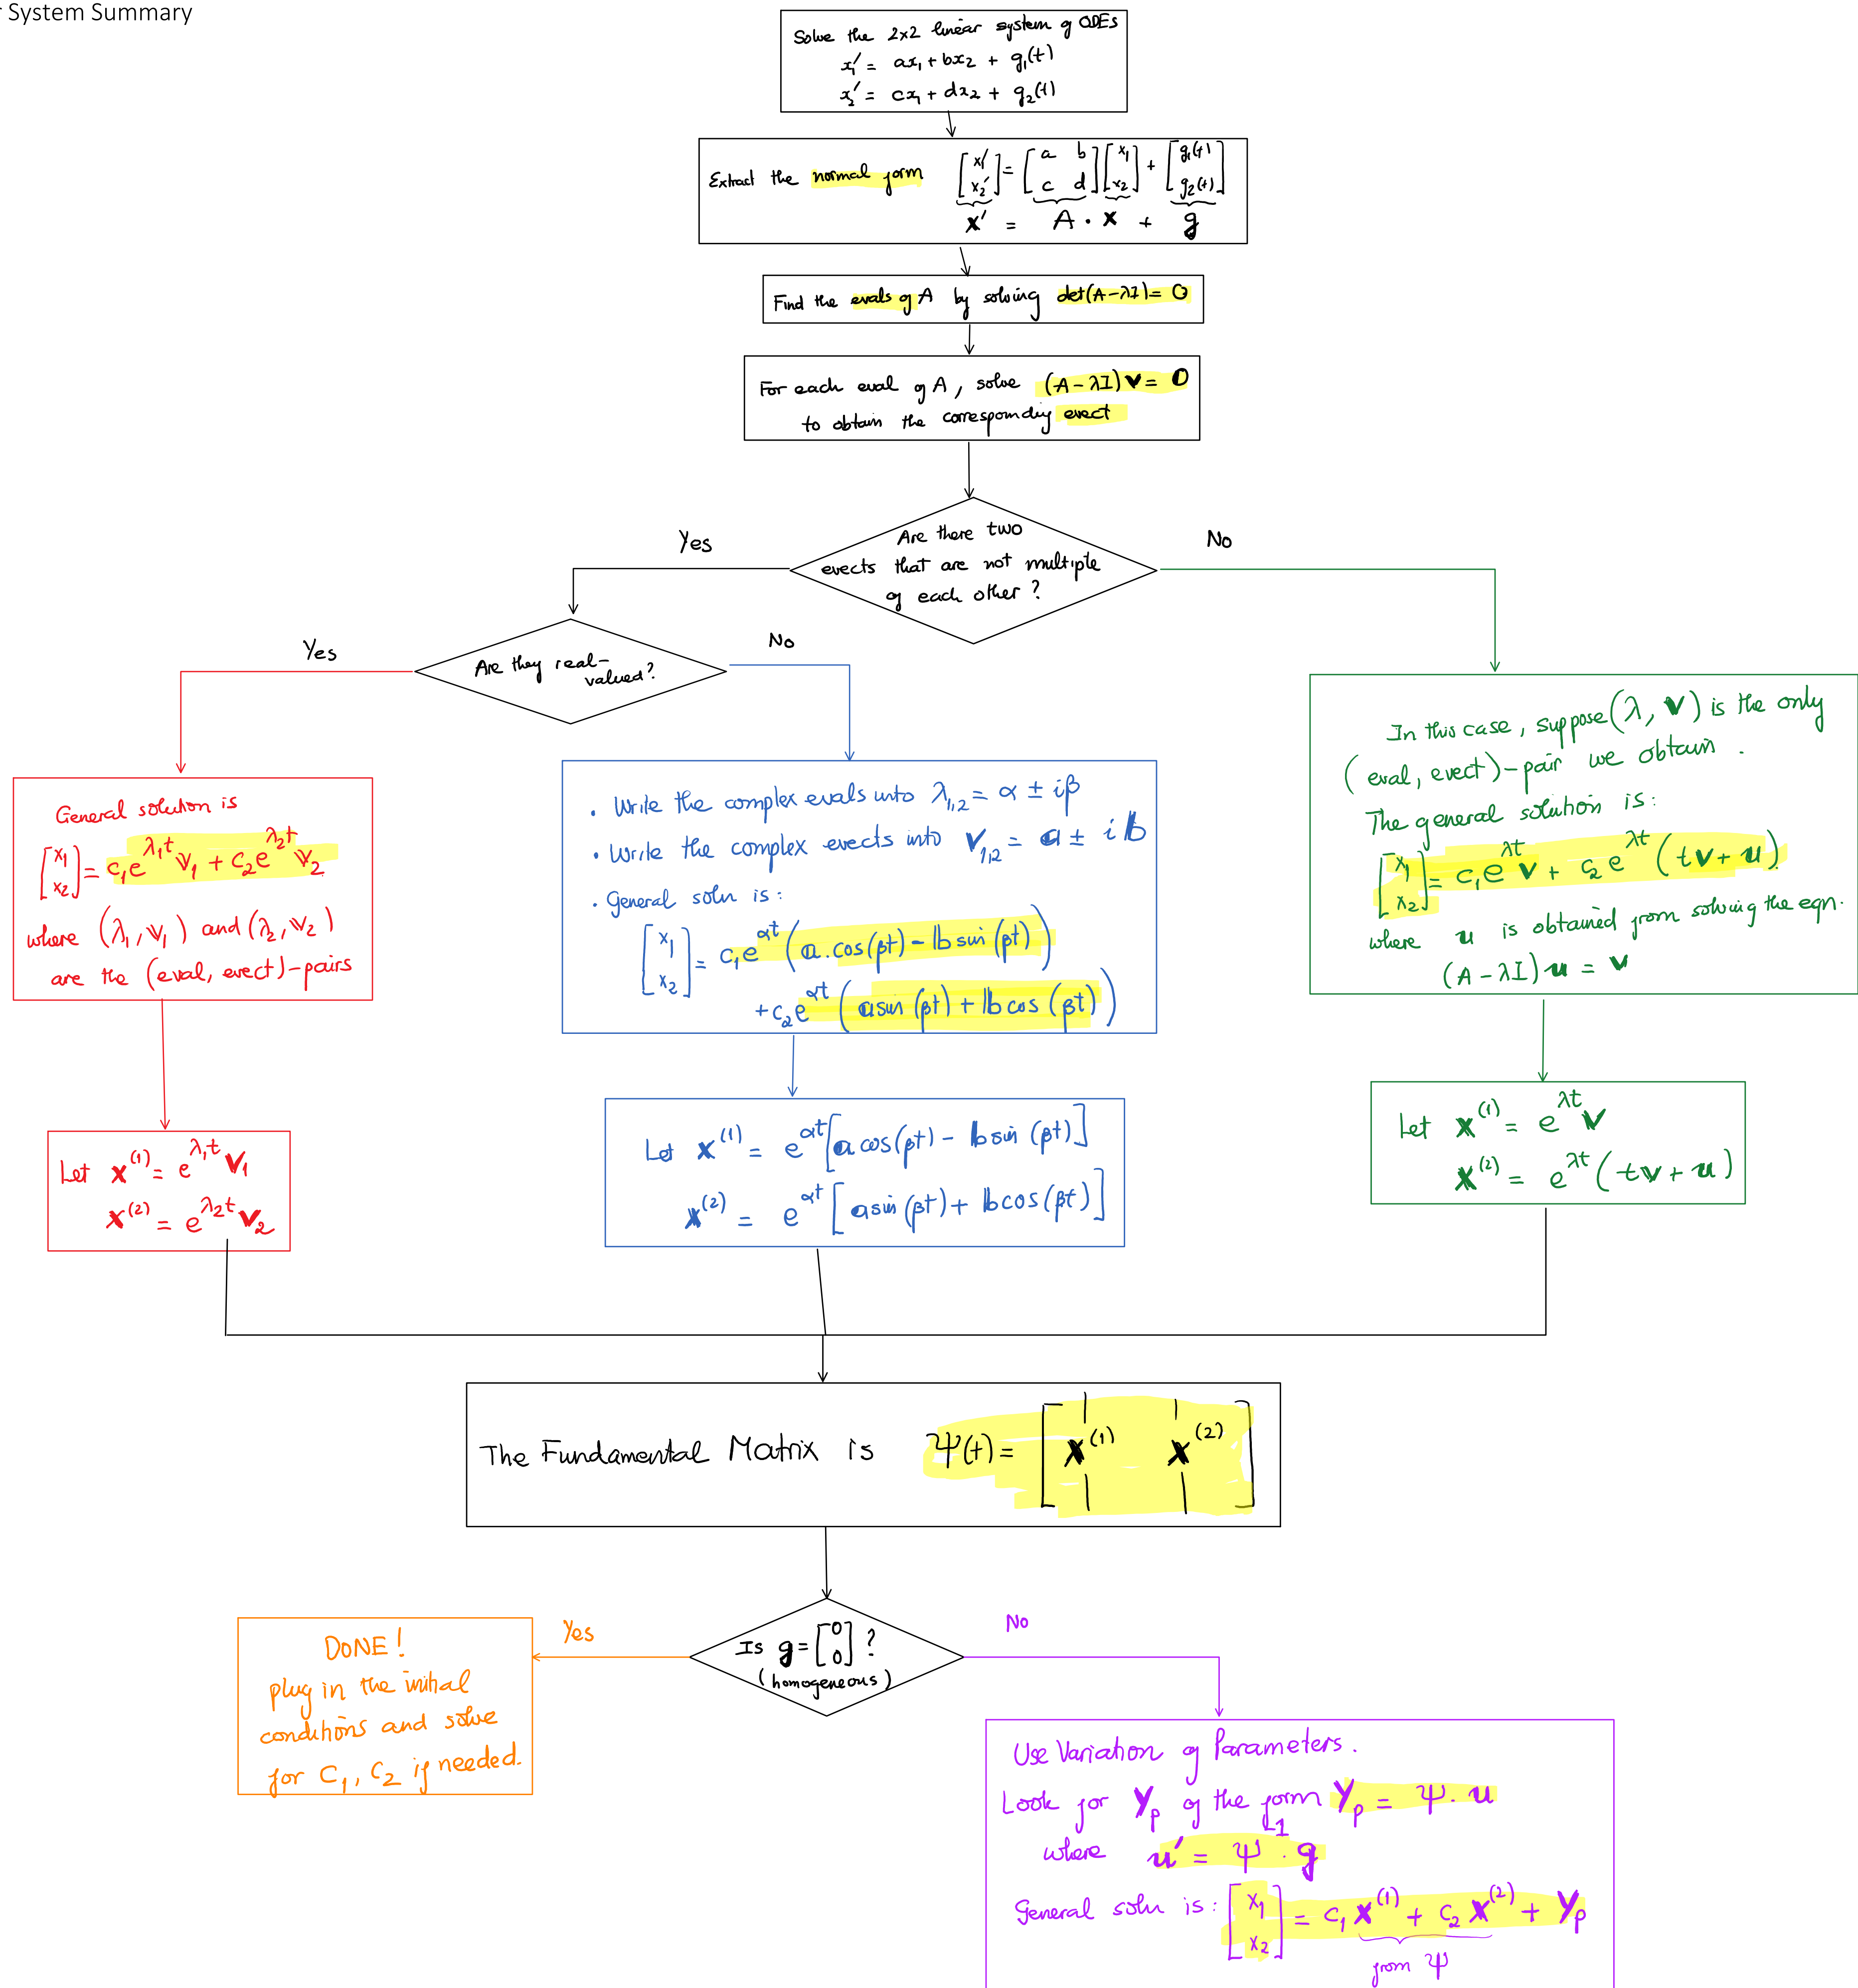 r System Summary
Solve the 2x2 linear system of ODEs
x₁' = ax₁ + bx₂ + g₁(t)
x₂' = cx₁ + dx₂ + g₂(t)
Extract the normal form [x₁' x₂'] = [a b; c d] [x₁ x₂] + [g₁(t) g₂(t)]
x' = A · x + g
Find the evals of A by solving det(A-λI) = 0
For each eval of A, solve (A-λI)v = 0
to obtain the corresponding evect
Are there two
evects that are not multiple
of each other?
Yes
No
Are they real-
valued?
Yes
No
General solution is
[x₁ x₂] = c₁e^λ₁t v₁ + c₂e^λ₂t v₂
where (λ₁, v₁) and (λ₂, v₂)
are the (eval, evect)-pairs
• Write the complex evals into λ₁,₂ = α ± iβ
• Write the complex evects into v₁,₂ = a ± ib
• General soln is:
[x₁ x₂] = c₁e^αt (a.cos(βt) - b sin(βt))
+ c₂e^αt (a sin(βt) + b cos(βt))
In this case, suppose (λ, v) is the only
(eval, evect)-pair we obtain.
The general solution is:
[x₁ x₂] = c₁e^λt v + c₂e^λt (tv + u)
where u is obtained from solving the eqn.
(A-λI)u = v
Let x⁽¹⁾ = e^λ₁t v₁
x⁽²⁾ = e^λ₂t v₂
Let x⁽¹⁾ = e^αt [a cos(βt) - b sin(βt)]
x⁽²⁾ = e^αt [a sin(βt) + b cos(βt)]
Let x⁽¹⁾ = e^λt v
x⁽²⁾ = e^λt (tv + u)
The Fundamental Matrix is Ψ(t) = [x⁽¹⁾ x⁽²⁾]
Is g = [0 0]?
(homogeneous)
Yes
No
DONE!
plug in the initial
conditions and solve
for C₁, C₂ if needed.
Use Variation of Parameters.
Look for Yp of the form Yp = Ψ · u
where u' = Ψ⁻¹ · g
General soln is: [x₁ x₂] = c₁ x⁽¹⁾ + c₂ x⁽²⁾ + Yp
from Ψ